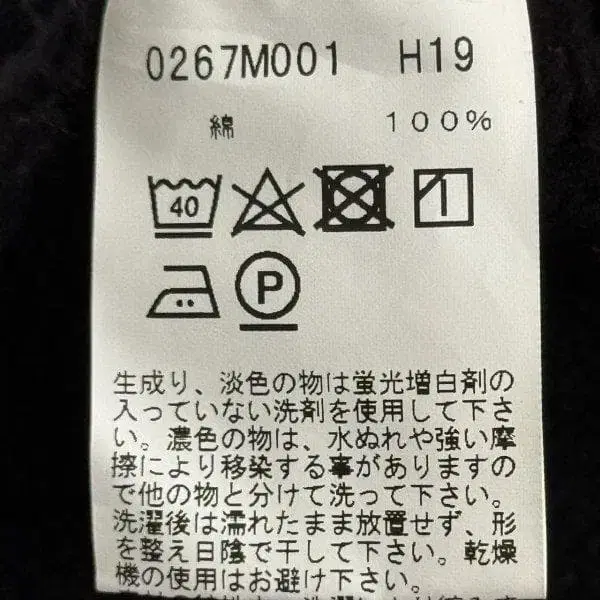 0267M001 H19
綿 100%
40
1
P
生成り、淡色の物は蛍光増白剤の
入っていない洗剤を使用して下さ
い。濃色の物は、水ぬれや強い摩
擦により移染する事がありますの
で他の物と分けて洗って下さい。
洗濯後は濡れたまま放置せず、形
を整え日陰で干して下さい。乾燥
機の使用はお避け下さい。